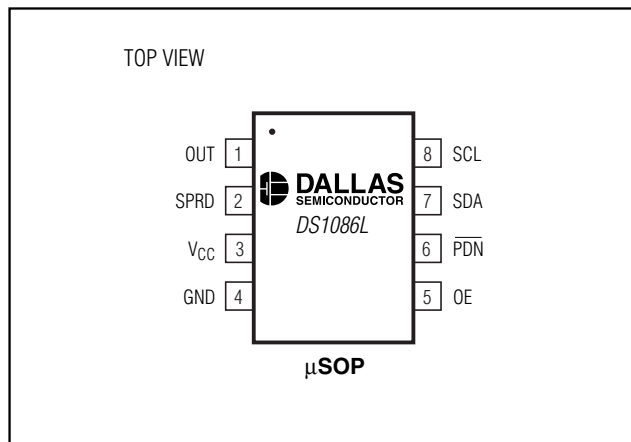 TOP VIEW
OUT 1
8 SCL
DALLAS
SEMICONDUCTOR
SPRD 2
7 SDA
DS1086L
VCC 3
6 P̅D̅N̅
GND 4
5 OE
µSOP